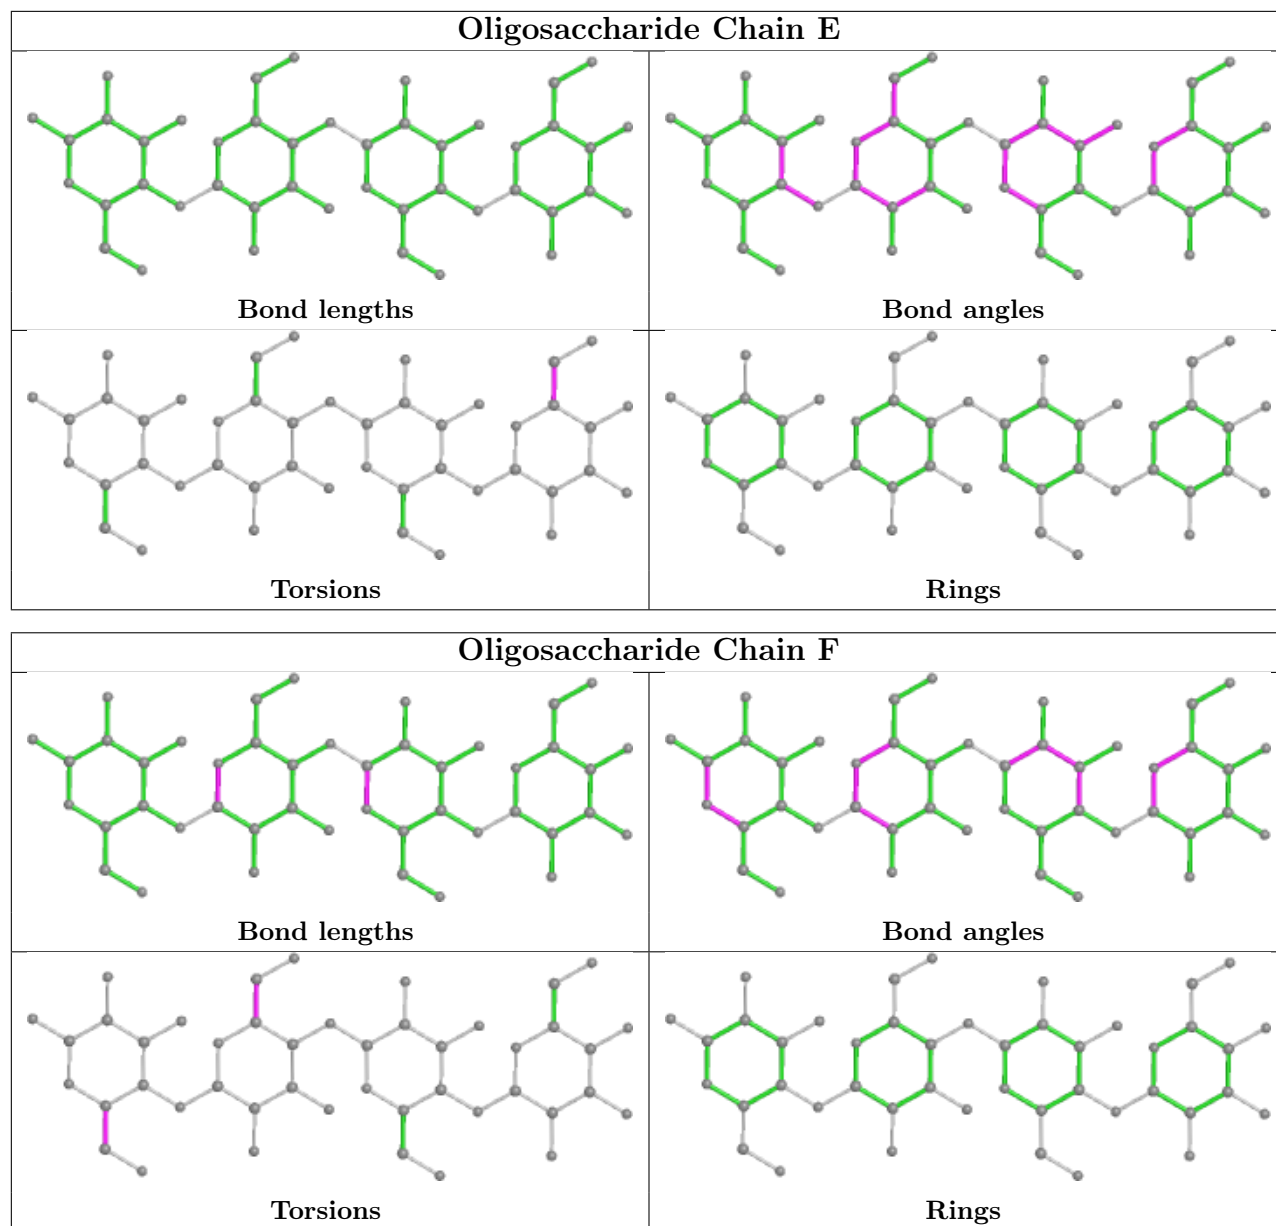 Oligosaccharide Chain E
Bond lengths
Bond angles
Torsions
Rings
Oligosaccharide Chain F
Bond lengths
Bond angles
Torsions
Rings